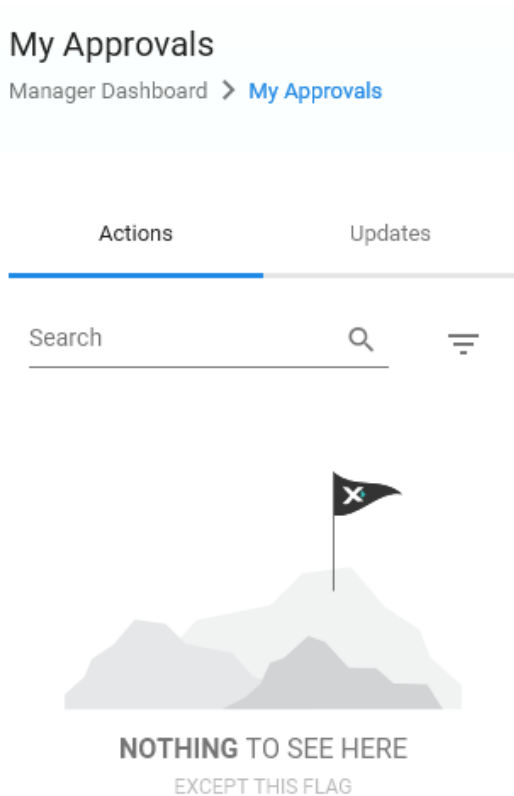 My Approvals
Manager Dashboard > My Approvals
Actions Updates
Search
X
NOTHING TO SEE HERE
EXCEPT THIS FLAG